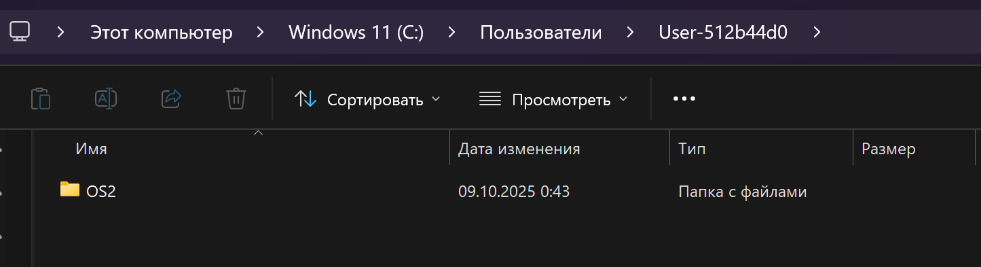 Этот компьютер > Windows 11 (C:) > Пользователи > User-512b44d0 >
Сортировать Просмотреть •••
Имя Дата изменения Тип Размер
OS2 09.10.2025 0:43 Папка с файлами